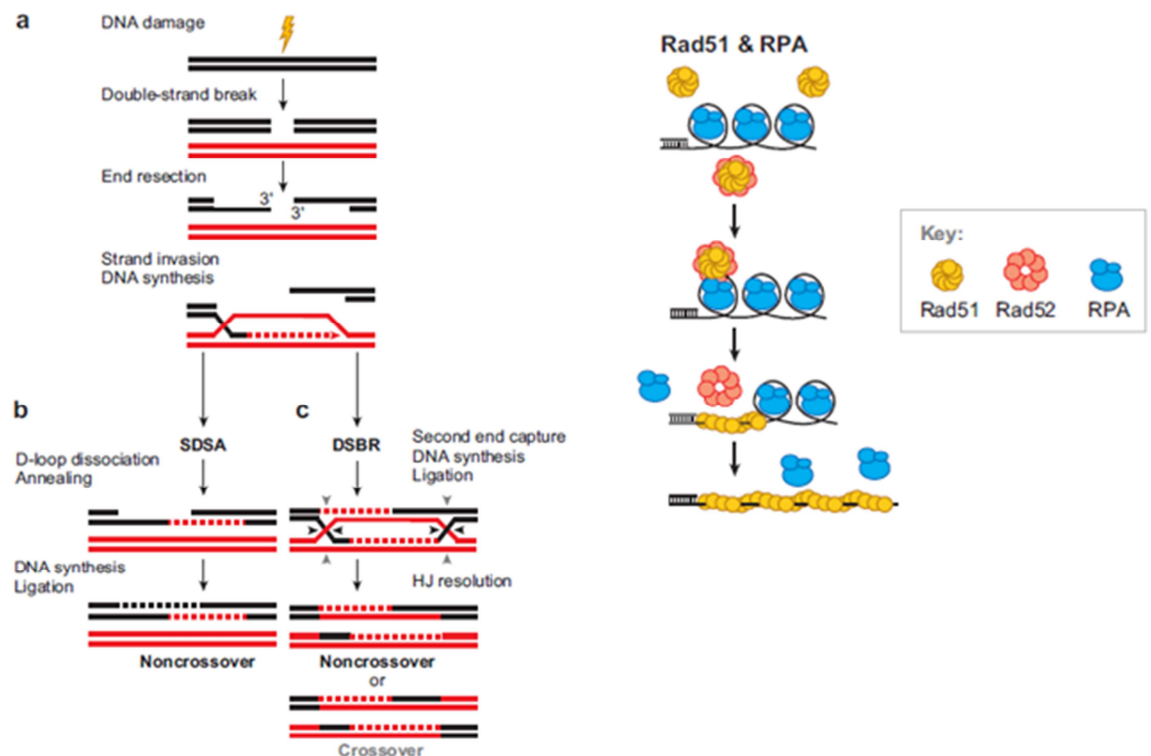 a
DNA damage
Double-strand break
End resection
3'
3'
Strand invasion
DNA synthesis
b
SDSA
D-loop dissociation
Annealing
DNA synthesis
Ligation
Noncrossover
c
DSBR
Second end capture
DNA synthesis
Ligation
HJ resolution
Noncrossover
or
Crossover
Rad51 & RPA
Key:
Rad51 Rad52 RPA